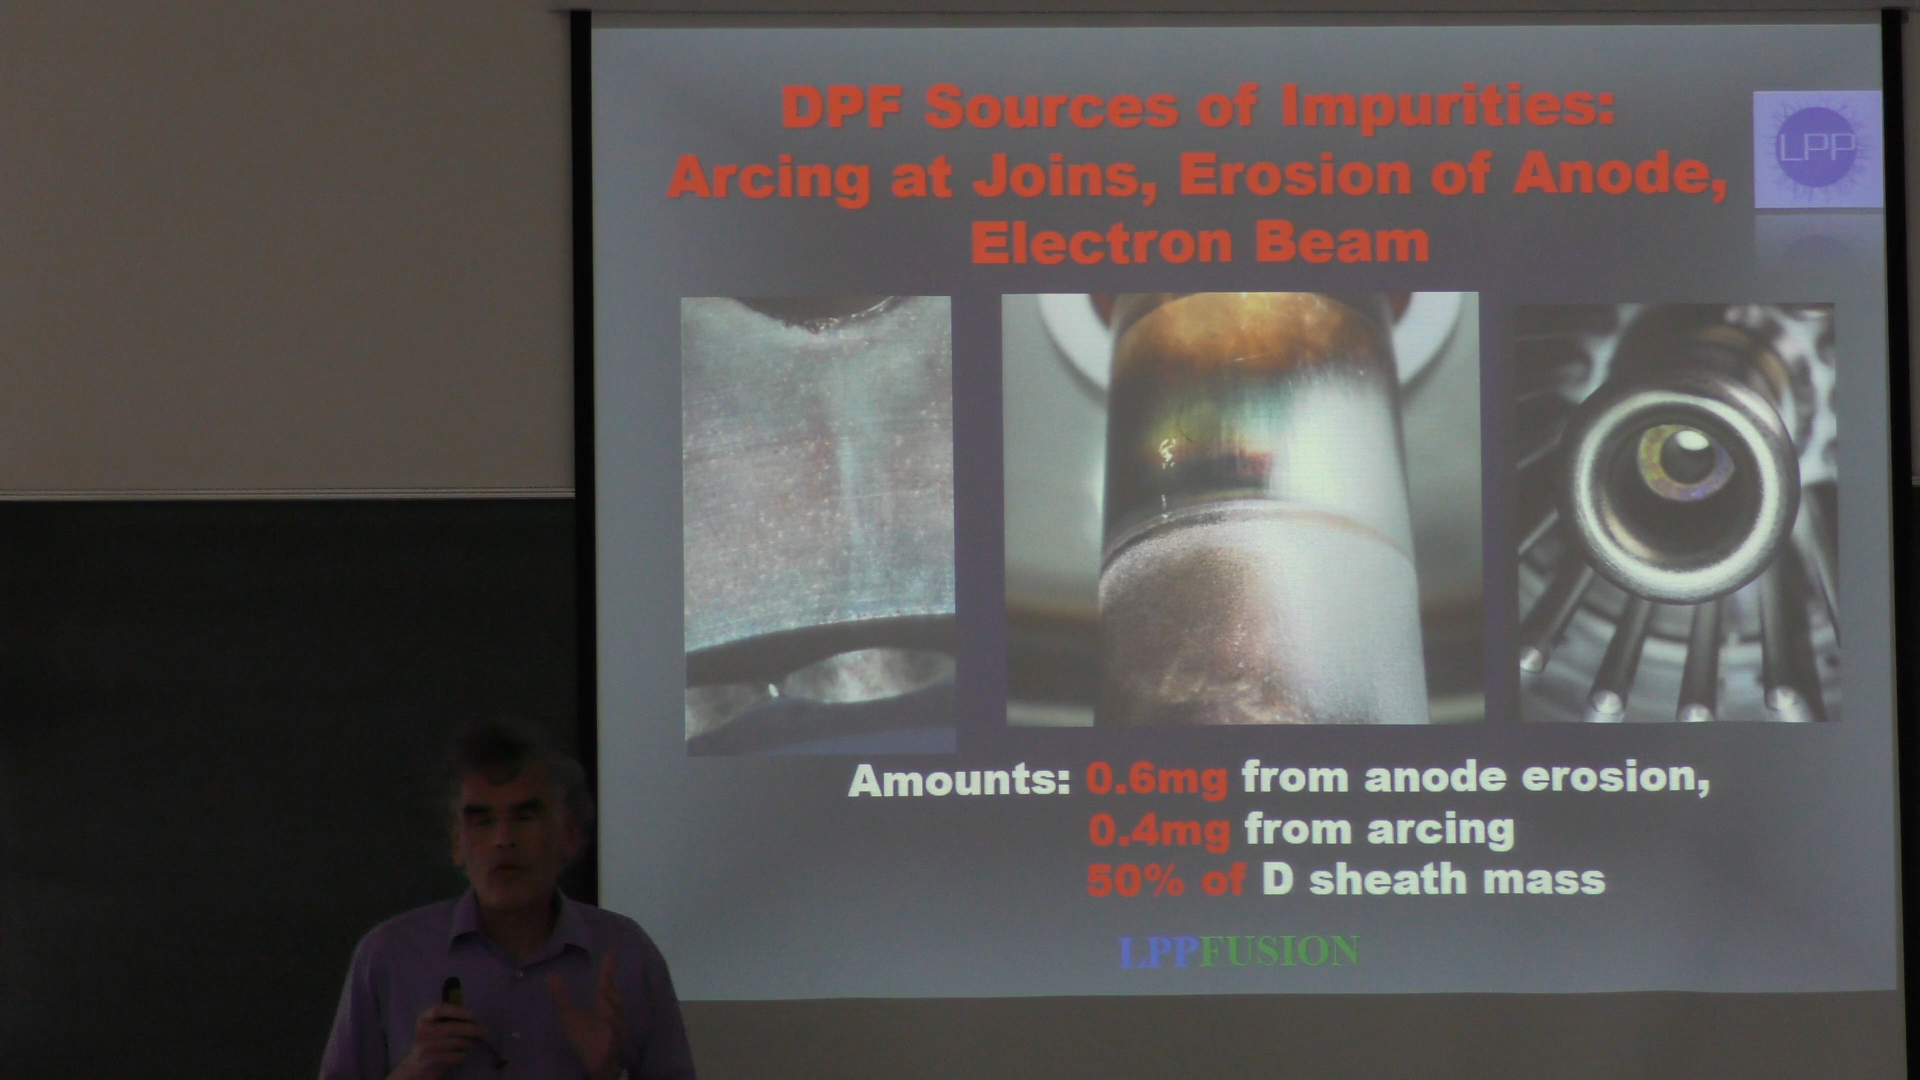 DPF Sources of Impurities:
Arcing at Joins, Erosion of Anode,
Electron Beam
LPP
Amounts: 0.6mg from anode erosion,
0.4mg from arcing
50% of D sheath mass
LPPFUSION